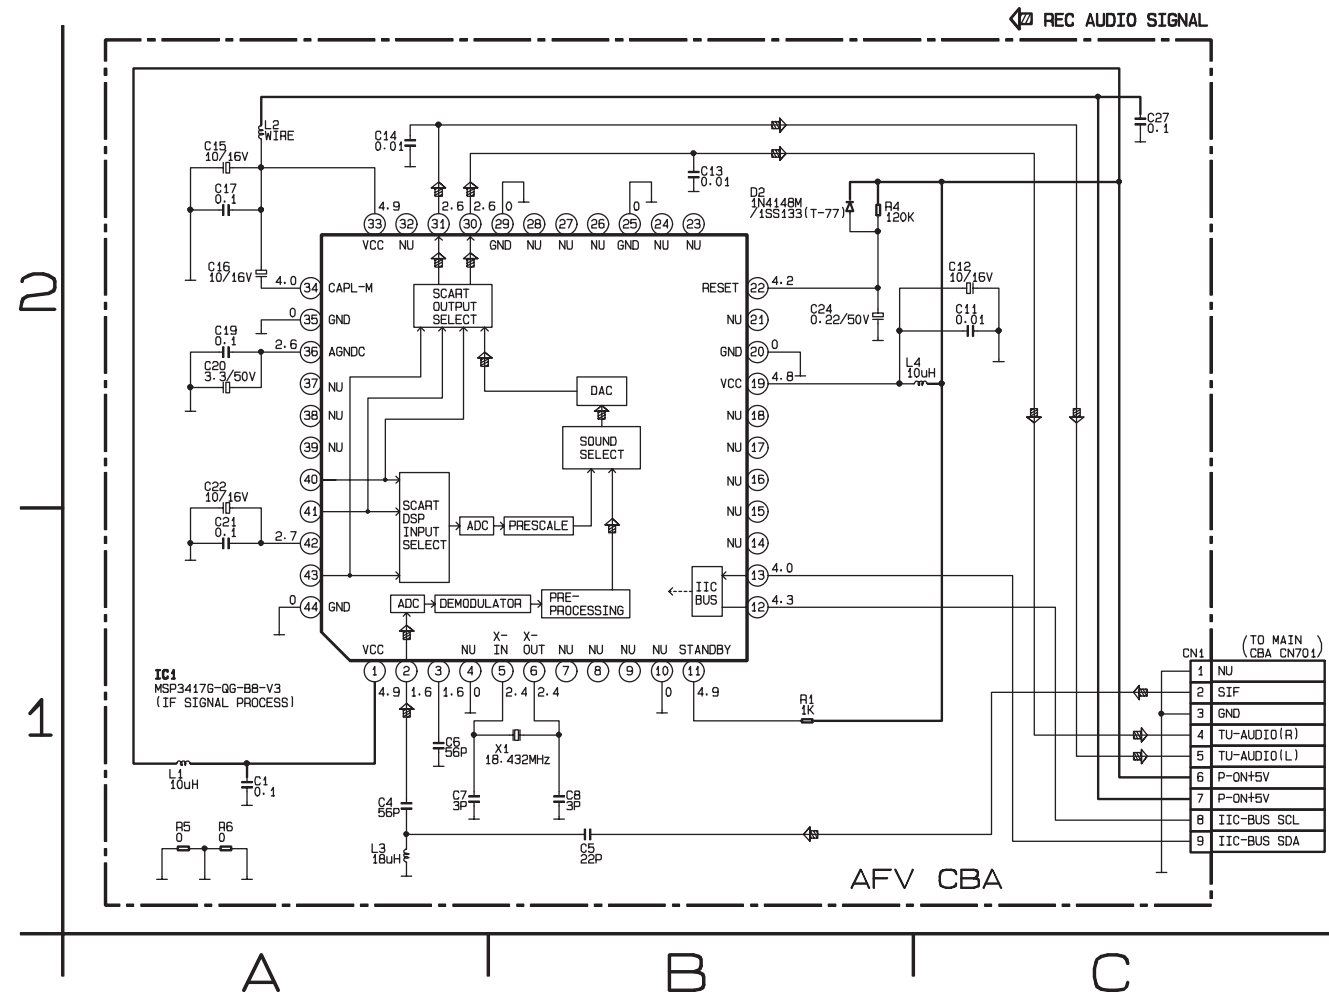 REC AUDIO SIGNAL
L2
WIRE
C15
10/16V
C17
0.1
C14
0.01
C13
0.01
C27
0.1
D2
1N4148M
/1SS133(T-77)
R4
120K
4.9
2.6
2.6
0
0
33 32 31 30 29 28 27 26 25 24 23
VCC NU GND NU NU NU GND NU NU
C16
10/16V
4.0
34 CAPL-M
0
35 GND
C19
0.1
2.6
36 AGNDC
C20
3.3/50V
37 NU
38 NU
39 NU
40
C22
10/16V
41
C21
0.1
2.7
42
43
0
44 GND
SCART
OUTPUT
SELECT
DAC
SOUND
SELECT
SCART
DSP
INPUT
SELECT
ADC
PRESCALE
ADC
DEMODULATOR
PRE-
PROCESSING
IIC
BUS
RESET 22 4.2
NU 21
GND 20 0
VCC 19 4.8
NU 18
NU 17
NU 16
NU 15
NU 14
13 4.0
12 4.3
C24
0.22/50V
C12
10/16V
C11
0.01
L4
10uH
X-
IN
X-
OUT
VCC NU NU NU NU NU STANDBY
1 2 3 4 5 6 7 8 9 10 11
4.9 1.6 1.6 0 2.4 2.4 0 4.9
IC1
MSP3417G-QG-B8-V3
(IF SIGNAL PROCESS)
R1
1K
C6
56P
X1
18.432MHz
L1
10uH
C1
0.1
C4
56P
C7
3P
C8
3P
R5
0
R6
0
L3
18uH
C5
22P
(TO MAIN
CBA CN701)
CN1
1 NU
2 SIF
3 GND
4 TU-AUDIO(R)
5 TU-AUDIO(L)
6 P-ON+5V
7 P-ON+5V
8 IIC-BUS SCL
9 IIC-BUS SDA
AFV CBA
2
1
A B C